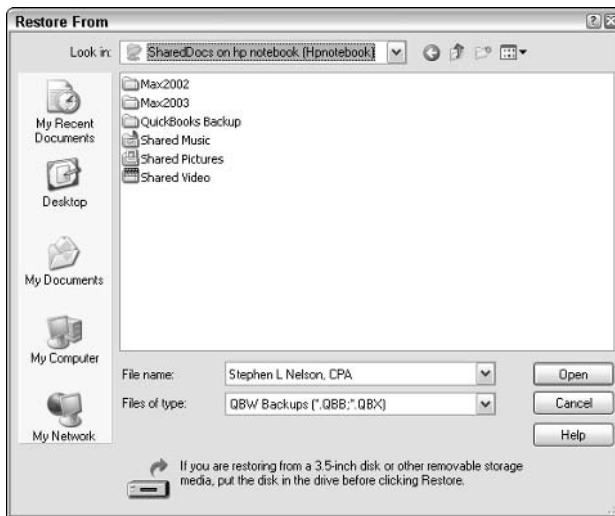 Restore From
Look in:
SharedDocs on hp notebook (Hpnotebook)
My Recent
Documents
Desktop
My Documents
My Computer
My Network
Max2002
Max2003
QuickBooks Backup
Shared Music
Shared Pictures
Shared Video
File name:
Stephen L Nelson, CPA
Open
Files of type:
QBW Backups (*.QBB;*.QBX)
Cancel
Help
If you are restoring from a 3.5-inch disk or other removable storage
media, put the disk in the drive before clicking Restore.